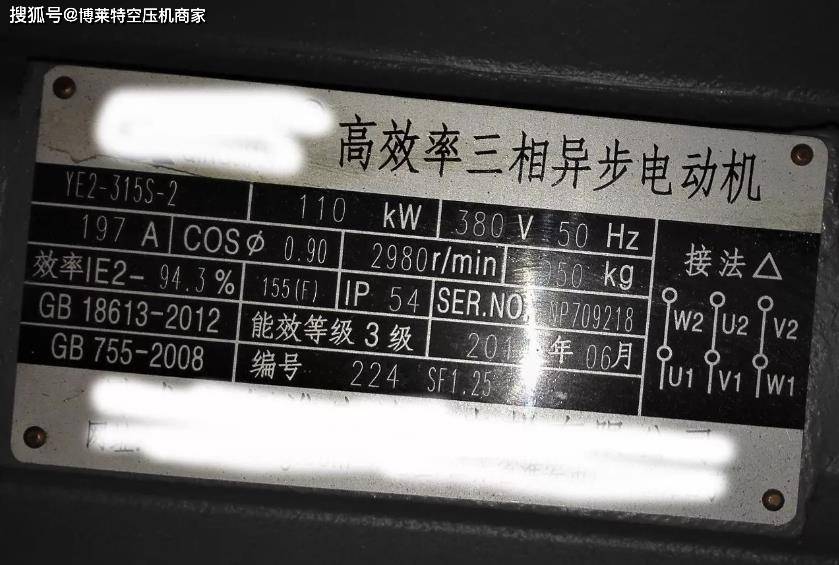 搜狐号@博莱特空压机商家
高效率三相异步电动机
YE2-315S-2 110 kW 380 V 50 Hz
197 A COSϕ 0.90 2980r/min 50 kg
效率IE2- 94.3% 155(F) IP 54 SER.NO. NP709218
GB 18613-2012 能效等级 3 级 201 年 06月
GB 755-2008 编号 224 SF1.25
接法△
W2 U2 V2
U1 V1 W1